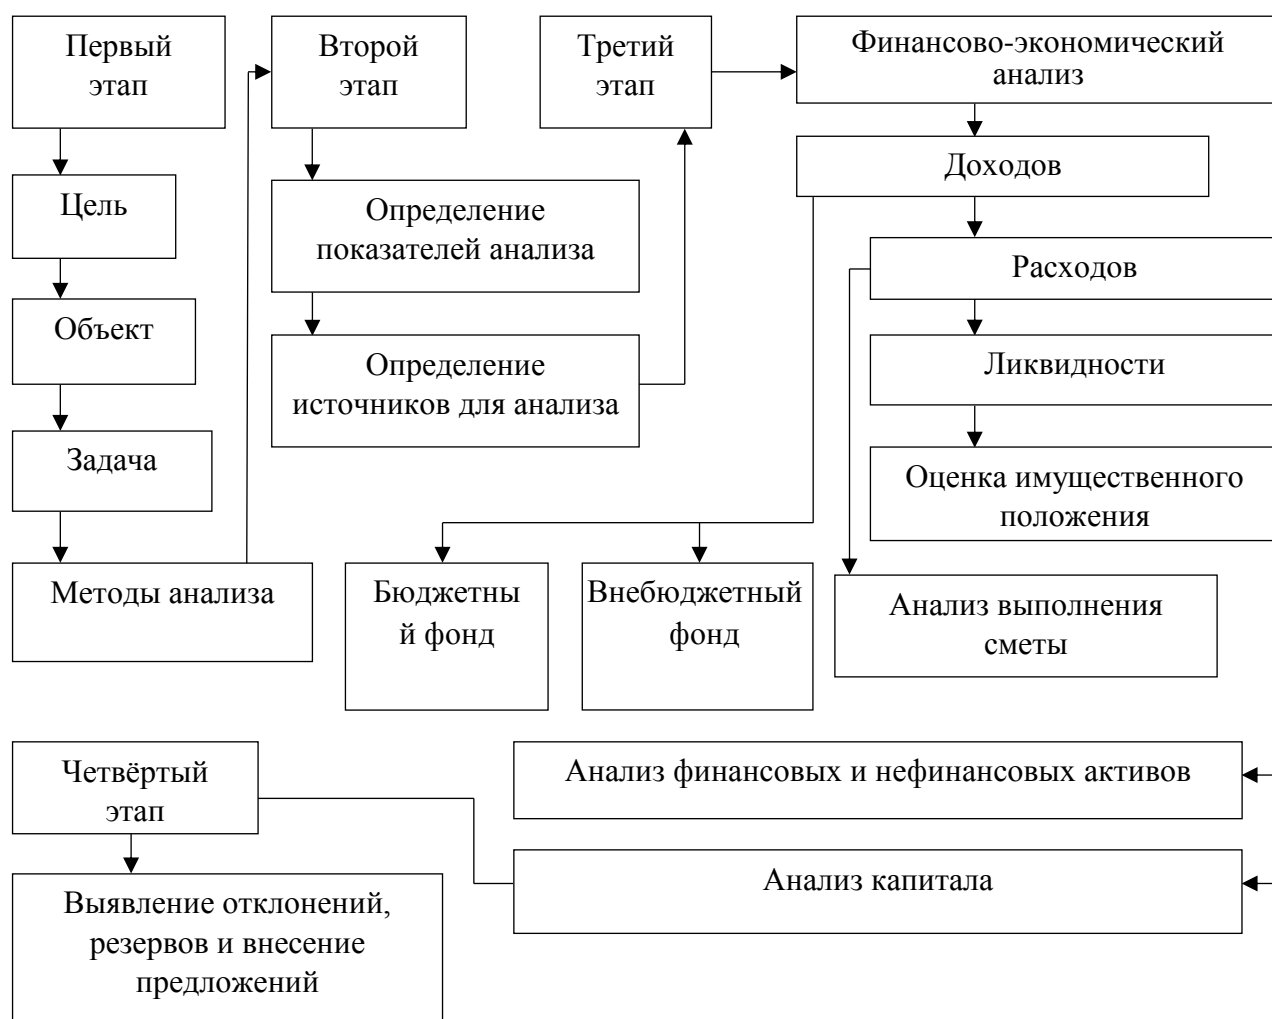 Первый
этап
Второй
этап
Третий
этап
Финансово-экономический
анализ
Доходов
Цель
Определение
показателей анализа
Расходов
Объект
Определение
источников для анализа
Ликвидности
Задача
Оценка имущественного
положения
Методы анализа
Бюджетны
й фонд
Внебюджетный
фонд
Анализ выполнения
сметы
Четвёртый
этап
Анализ финансовых и нефинансовых активов
Анализ капитала
Выявление отклонений,
резервов и внесение
предложений